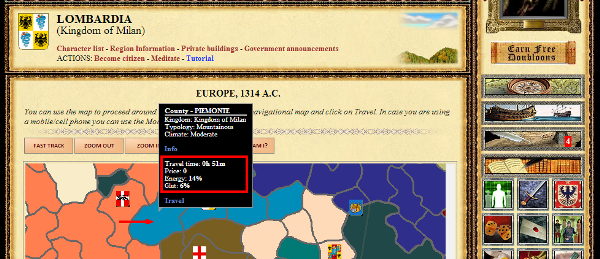 LOMBARDIA
(Kingdom of Milan)
Character list - Region Information - Private buildings - Government announcements
ACTIONS: Become citizen - Meditate - Tutorial
Earn Free
Doubloons
EUROPE, 1314 A.C.
You can use the map to proceed around navigational map and click on Travel. In case you are using
a mobile/cell phone you can use the Mo
County - PIEMONTE
Kingdom: Kingdom of Milan
Typology: Mountainous
Climate: Moderate
Info
Travel time: 0h 51m
Price: 0
Energy: 14%
Glut: 6%
Travel
FAST TRACK
ZOOM OUT
ZOOM I
AM I?
4